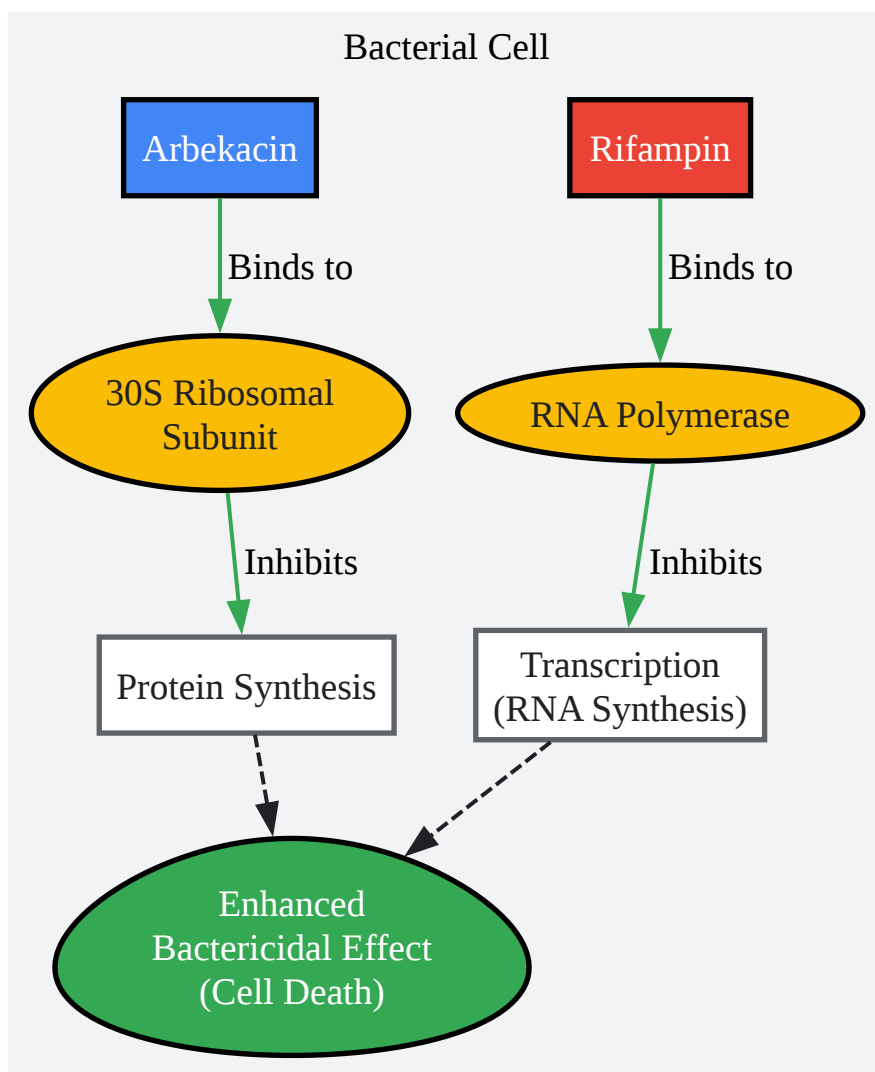 Bacterial Cell
Arbekacin
Rifampin
Binds to
Binds to
30S Ribosomal
Subunit
RNA Polymerase
Inhibits
Inhibits
Protein Synthesis
Transcription
(RNA Synthesis)
Enhanced
Bactericidal Effect
(Cell Death)